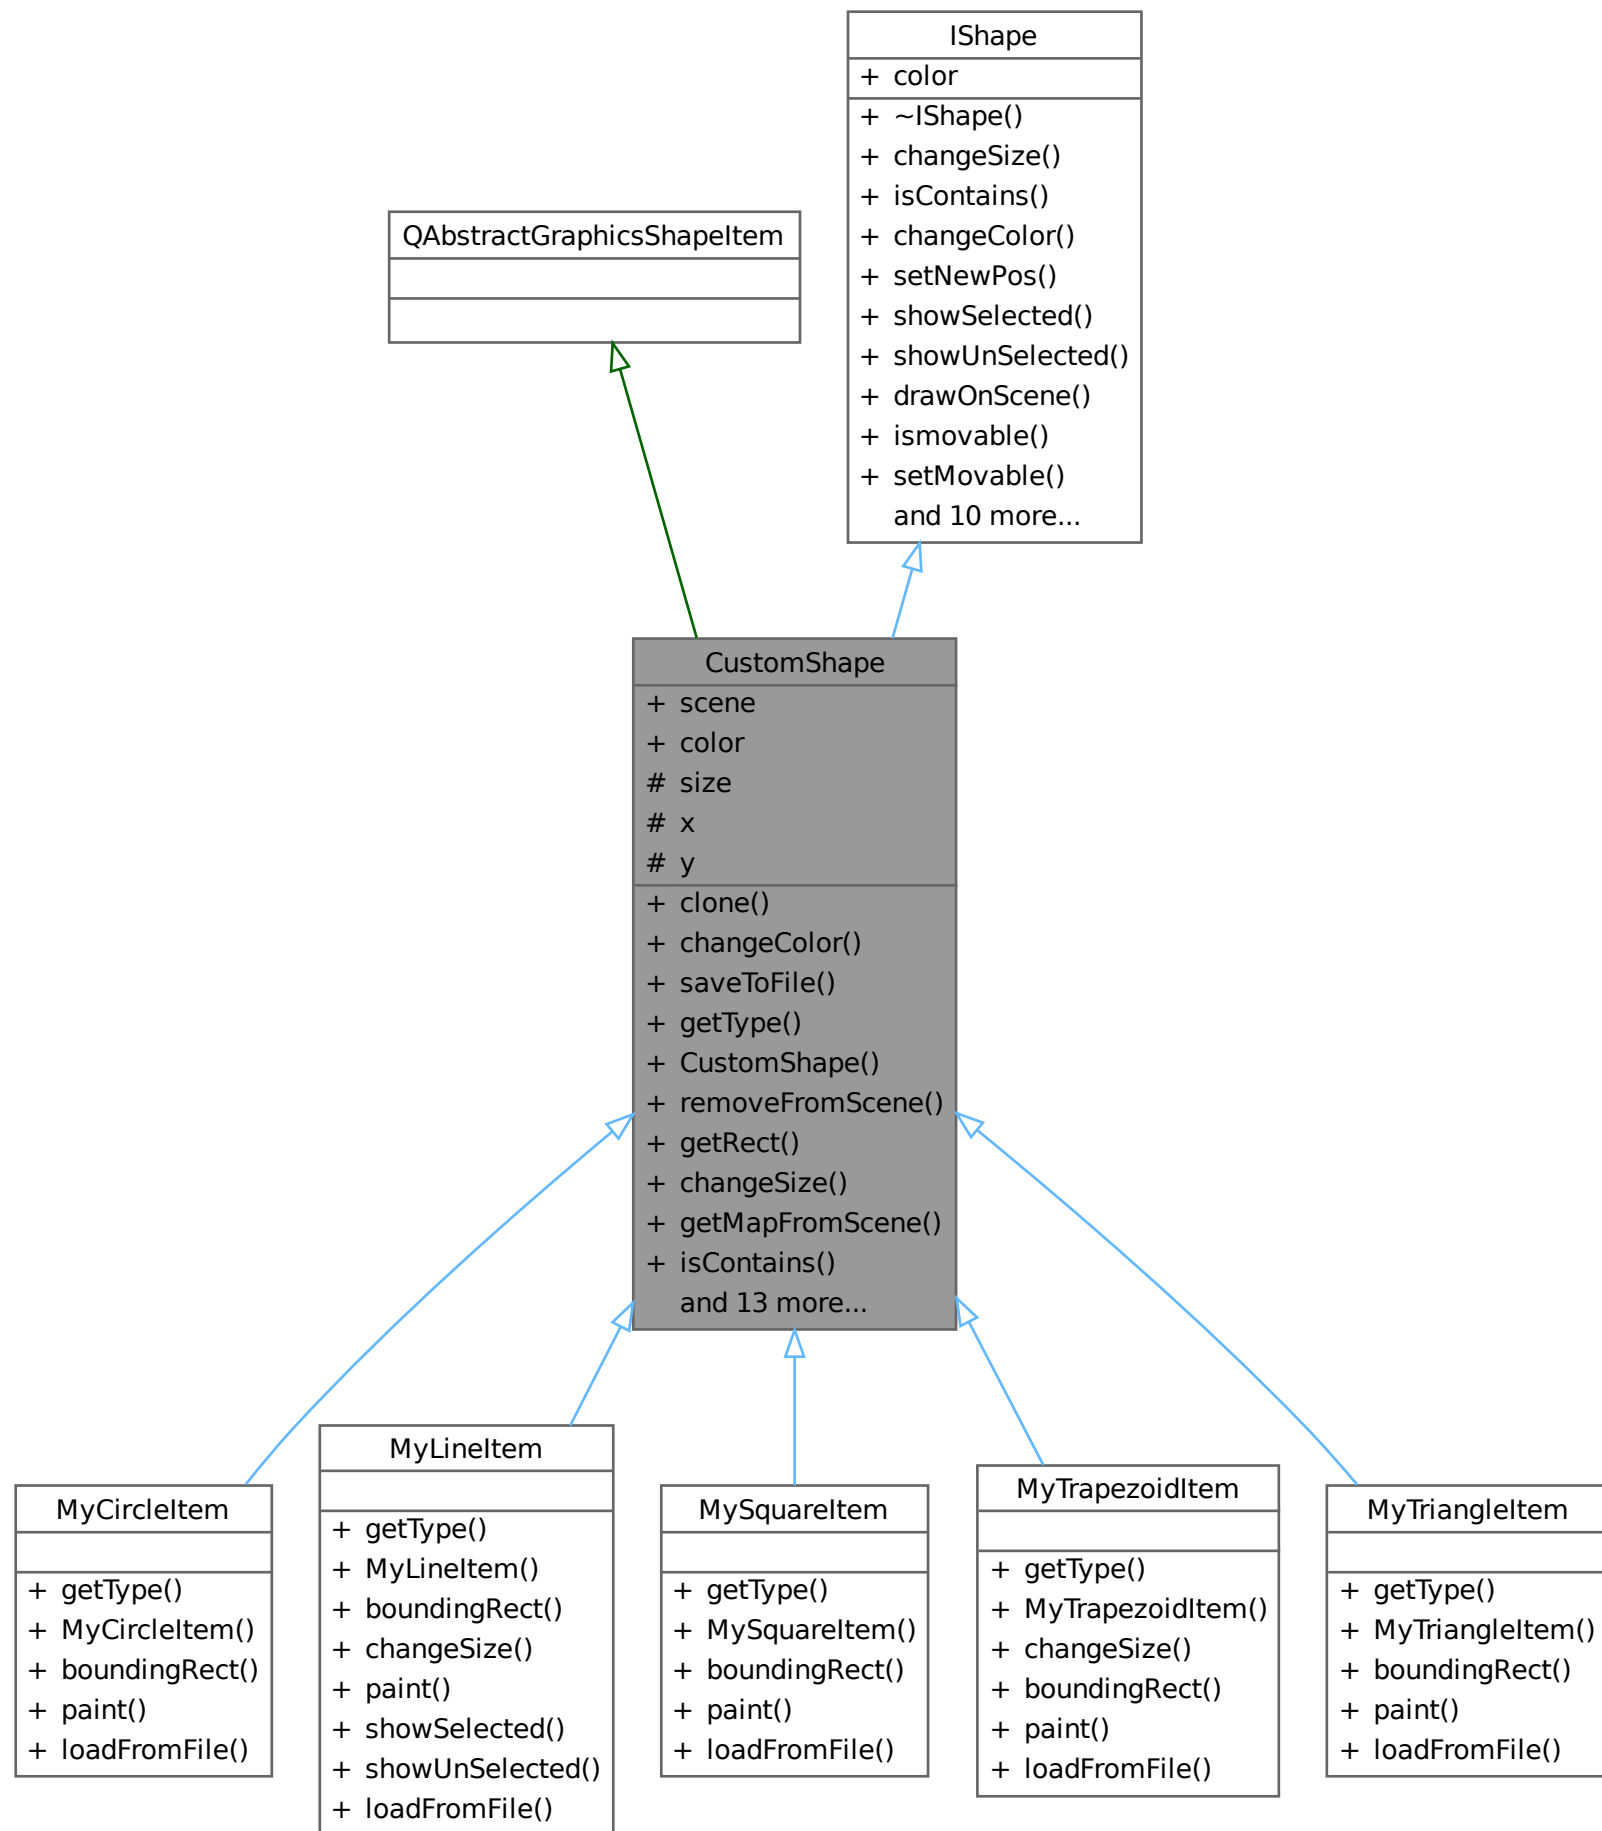 IShape
+ color
+ ~IShape()
+ changeSize()
+ isContains()
+ changeColor()
+ setNewPos()
+ showSelected()
+ showUnSelected()
+ drawOnScene()
+ ismovable()
+ setMovable()
and 10 more...
QAbstractGraphicsShapeItem
CustomShape
+ scene
+ color
# size
# x
# y
+ clone()
+ changeColor()
+ saveToFile()
+ getType()
+ CustomShape()
+ removeFromScene()
+ getRect()
+ changeSize()
+ getMapFromScene()
+ isContains()
and 13 more...
MyCircleItem
+ getType()
+ MyCircleItem()
+ boundingRect()
+ paint()
+ loadFromFile()
MyLineItem
+ getType()
+ MyLineItem()
+ boundingRect()
+ changeSize()
+ paint()
+ showSelected()
+ showUnSelected()
+ loadFromFile()
MySquareItem
+ getType()
+ MySquareItem()
+ boundingRect()
+ paint()
+ loadFromFile()
MyTrapezoidItem
+ getType()
+ MyTrapezoidItem()
+ changeSize()
+ boundingRect()
+ paint()
+ loadFromFile()
MyTriangleItem
+ getType()
+ MyTriangleItem()
+ boundingRect()
+ paint()
+ loadFromFile()